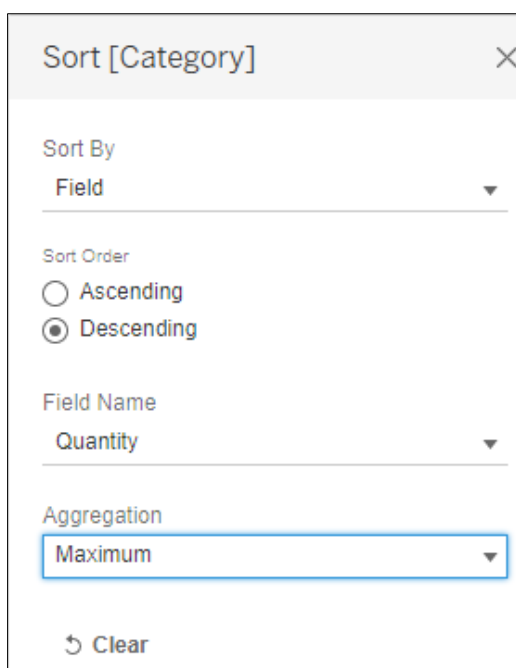 Sort [Category]
Sort By
Field
Sort Order
Ascending
Descending
Field Name
Quantity
Aggregation
Maximum
Clear